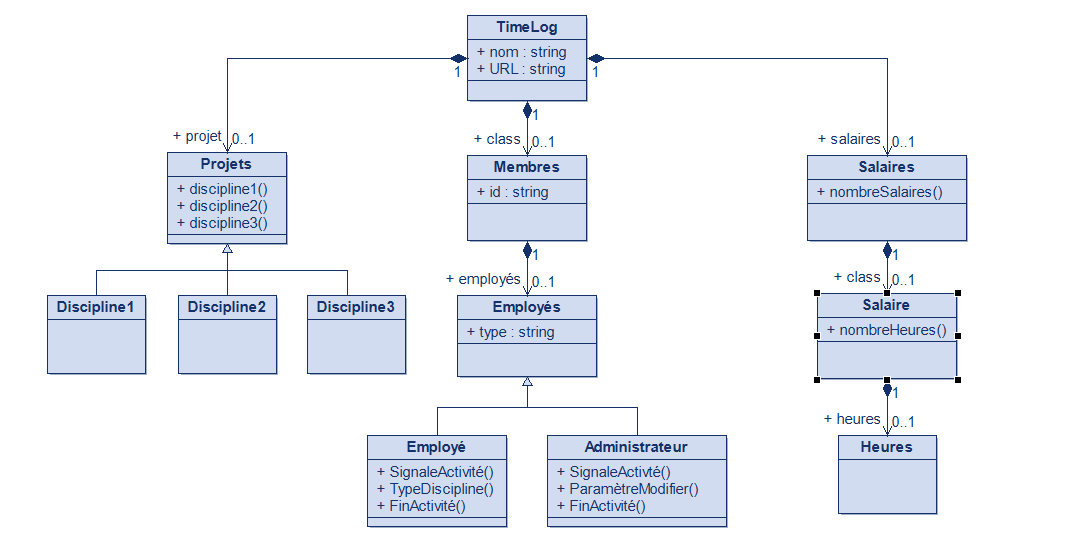 TimeLog
+ nom : string
+ URL : string
1
1
1
+ projet
0..1
+ class
0..1
+ salaires
0..1
Projets
+ discipline1()
+ discipline2()
+ discipline3()
Membres
+ id : string
Salaires
+ nombreSalaires()
1
1
+ employés
0..1
+ class
0..1
Discipline1
Discipline2
Discipline3
Employés
+ type : string
Salaire
+ nombreHeures()
1
+ heures
0..1
Employé
+ SignaleActivité()
+ TypeDiscipline()
+ FinActivité()
Administrateur
+ SignaleActivté()
+ ParamètreModifier()
+ FinActivité()
Heures